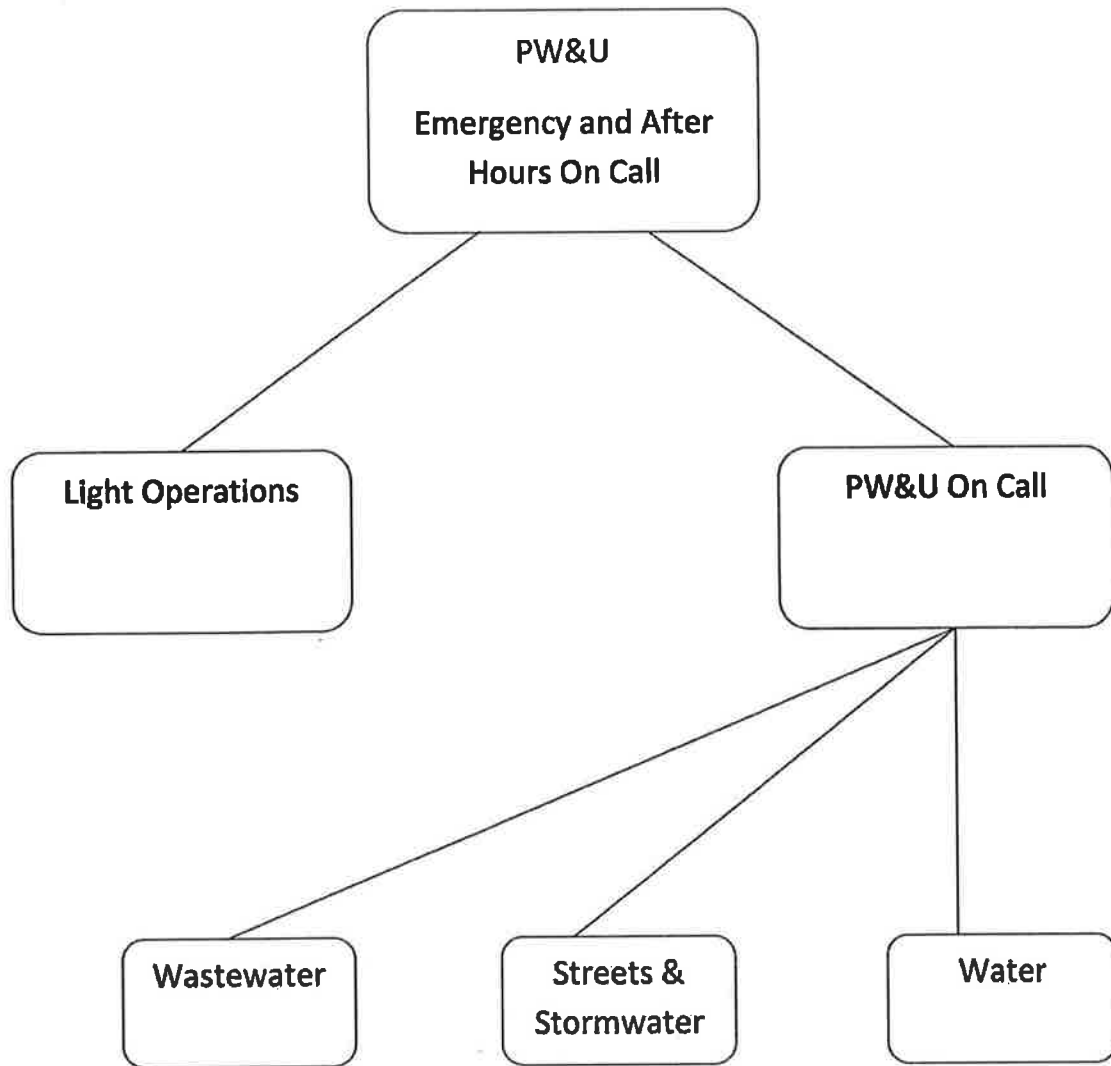 PW&U
Emergency and After
Hours On Call
Light Operations
PW&U On Call
Wastewater
Streets &
Stormwater
Water